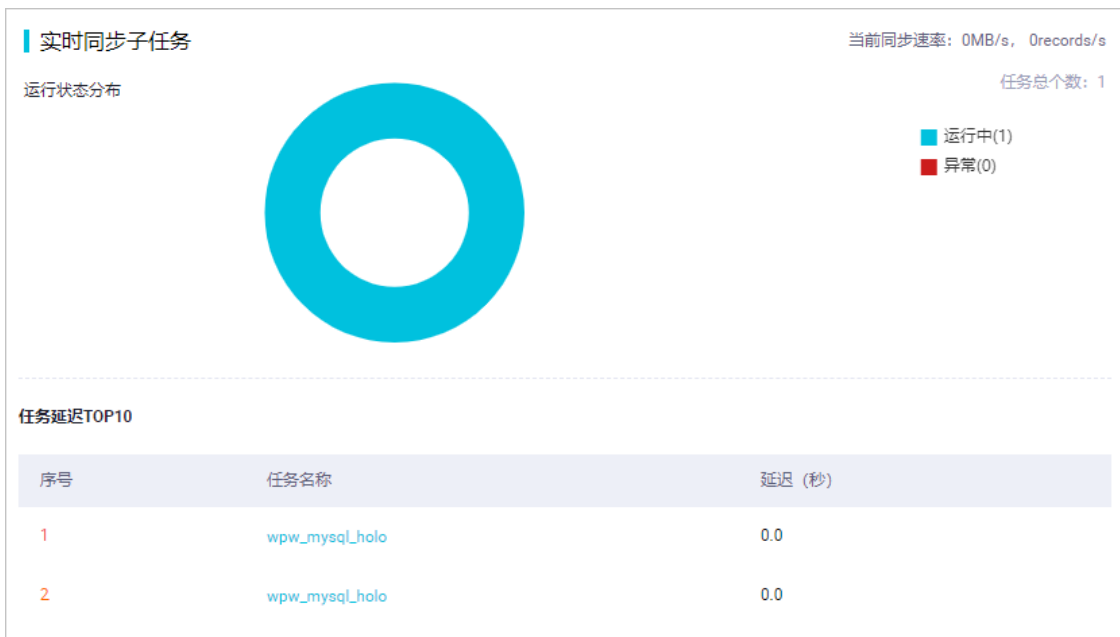 实时同步子任务
当前同步速率：0MB/s， 0records/s
运行状态分布
任务总个数：1
运行中(1)
异常(0)
任务延迟TOP10
序号 任务名称 延迟（秒）
1 wpw_mysql_holo 0.0
2 wpw_mysql_holo 0.0